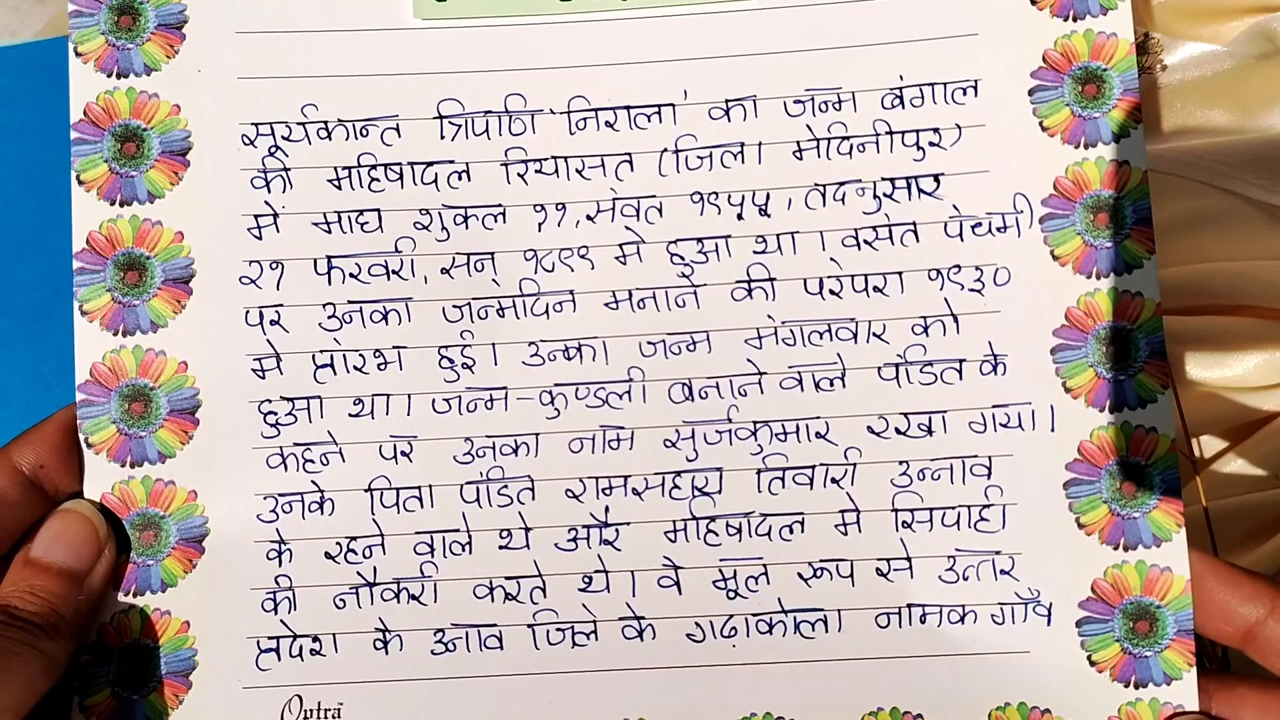 सूर्यकान्त त्रिपाठी 'निराला' का जन्म बंगाल
की महिषादल रियासत (जिला मेदिनीपुर)
में माघ शुक्ल ११, संवत १९५५, तदनुसार
२१ फरवरी, सन् १८९९ मे हुआ था । वसंत पंचमी
पर उनका जन्मदिन मनाने की परंपरा १९३०
मे प्रारंभ हुई। उनका जन्म मंगलवार को
हुआ था। जन्म-कुण्डली बनाने वाले पंडित के
कहने पर उनका नाम सुर्जकुमार रखा गया।
उनके पिता पंडित रामसहाय तिवारी उन्नाव
के रहने वाले थे और महिषादल मे सिपाही
की नौकरी करते थे। वे मूल रूप से उत्तर
प्रदेश के उनाव जिले के गढ़ाकोला नामक गाँव